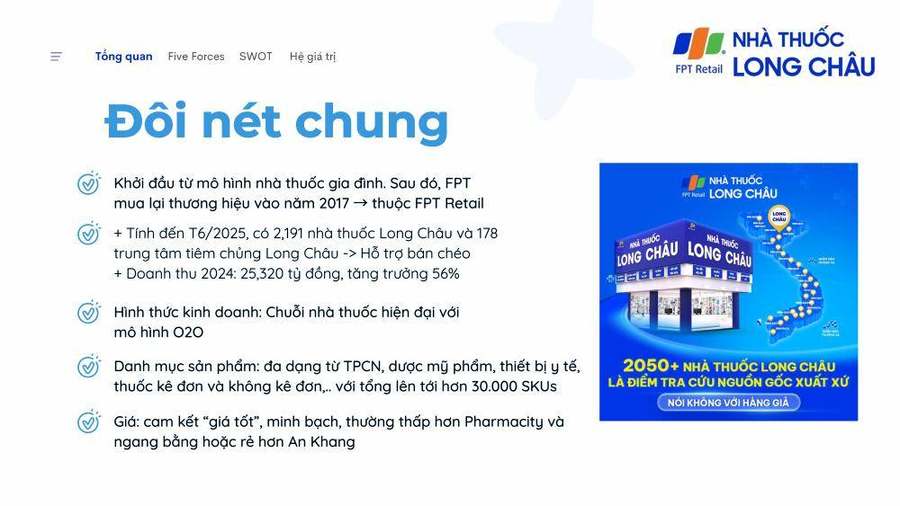 Tổng quan Five Forces SWOT Hệ giá trị
FPT Retail
NHÀ THUỐC
LONG CHÂU
Đôi nét chung
Khởi đầu từ mô hình nhà thuốc gia đình. Sau đó, FPT
mua lại thương hiệu vào năm 2017 → thuộc FPT Retail
+ Tính đến T6/2025, có 2,191 nhà thuốc Long Châu và 178
trung tâm tiêm chủng Long Châu -> Hỗ trợ bán chéo
+ Doanh thu 2024: 25,320 tỷ đồng, tăng trưởng 56%
Hình thức kinh doanh: Chuỗi nhà thuốc hiện đại với
mô hình O2O
Danh mục sản phẩm: đa dạng từ TPCN, dược mỹ phẩm, thiết bị y tế,
thuốc kê đơn và không kê đơn,.. với tổng lên tới hơn 30.000 SKUs
Giá: cam kết “giá tốt”, minh bạch, thường thấp hơn Pharmacity và
ngang bằng hoặc rẻ hơn An Khang
FPT Retail
NHÀ THUỐC
LONG CHÂU
LONG
CHÂU
NHÀ THUỐC
LONG CHÂU
NHÀ THUỐC
LONG CHÂU
2050+ NHÀ THUỐC LONG CHÂU
LÀ ĐIỂM TRA CỨU NGUỒN GỐC XUẤT XỨ
NÓI KHÔNG VỚI HÀNG GIẢ